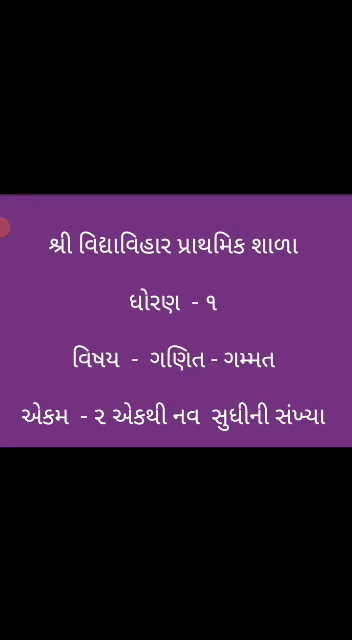 શ્રી વિદ્યાવિહાર પ્રાથમિક શાળા
ધોરણ - ૧
વિષય - ગણિત - ગમ્મત
એકમ - ૨ એકથી નવ સુધીની સંખ્યા